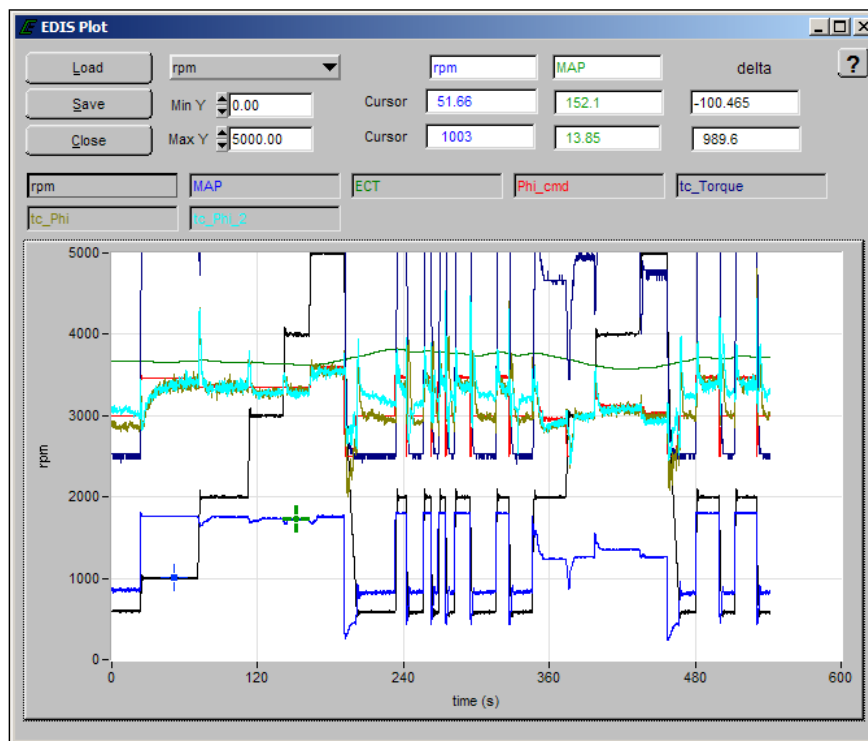 EDIS Plot
Load rpm rpm MAP delta ?
Save Min Y 0.00 Cursor 51.66 152.1 -100.465
Close Max Y 5000.00 Cursor 1003 13.85 989.6
rpm MAP ECT Phi_cmd tc_Torque
tc_Phi tc_Phi_2
5000
4000
3000
2000
1000
0
rpm
0 120 240 360 480 600
time (s)